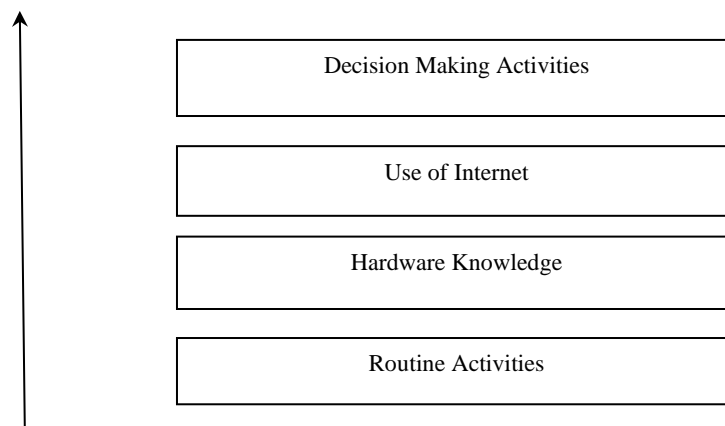 Decision Making Activities
Use of Internet
Hardware Knowledge
Routine Activities